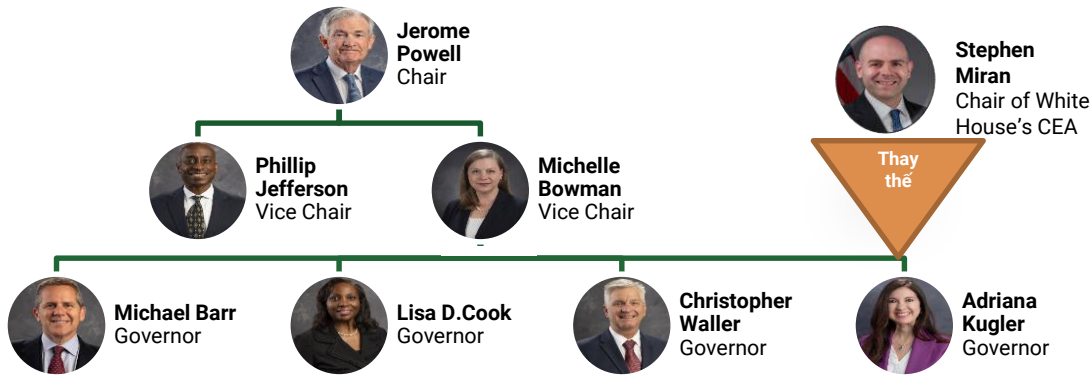 Jerome
Powell
Chair
Stephen
Miran
Chair of White
House's CEA
Thay
thế
Phillip
Jefferson
Vice Chair
Michelle
Bowman
Vice Chair
Michael Barr
Governor
Lisa D.Cook
Governor
Christopher
Waller
Governor
Adriana
Kugler
Governor